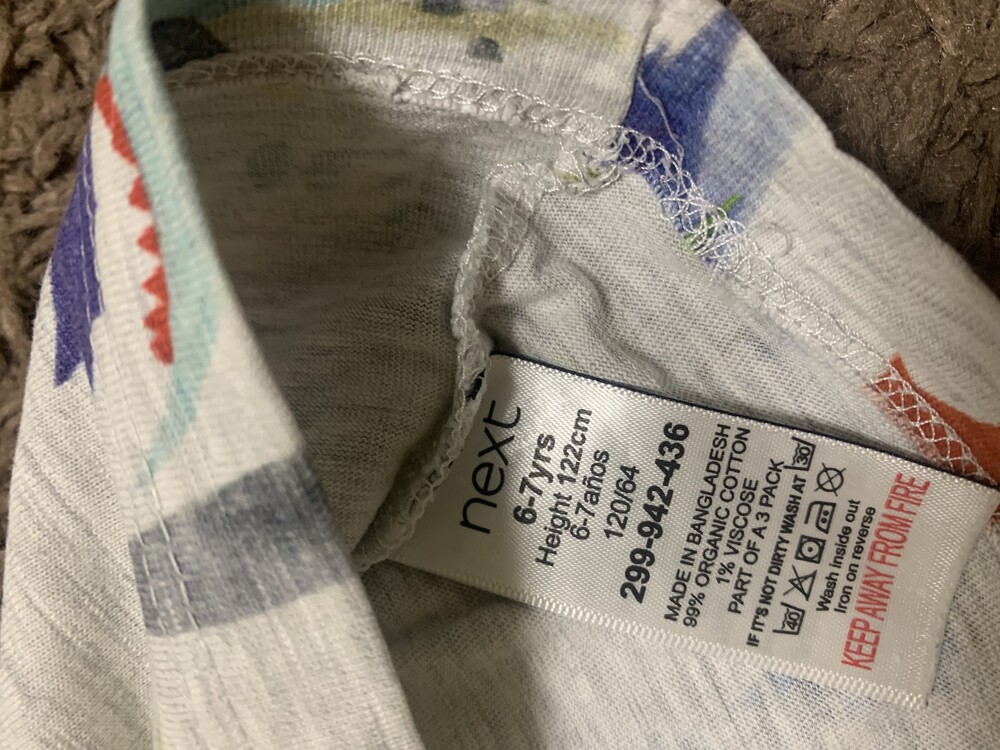 next
6-7yrs
Height 122cm
6-7años
120/64
299-942-436
MADE IN BANGLADESH
99% ORGANIC COTTON
1% VISCOSE
PART OF A 3 PACK
IF IT'S NOT DIRTY WASH AT 30
40
Wash inside out
Iron on reverse
KEEP AWAY FROM FIRE